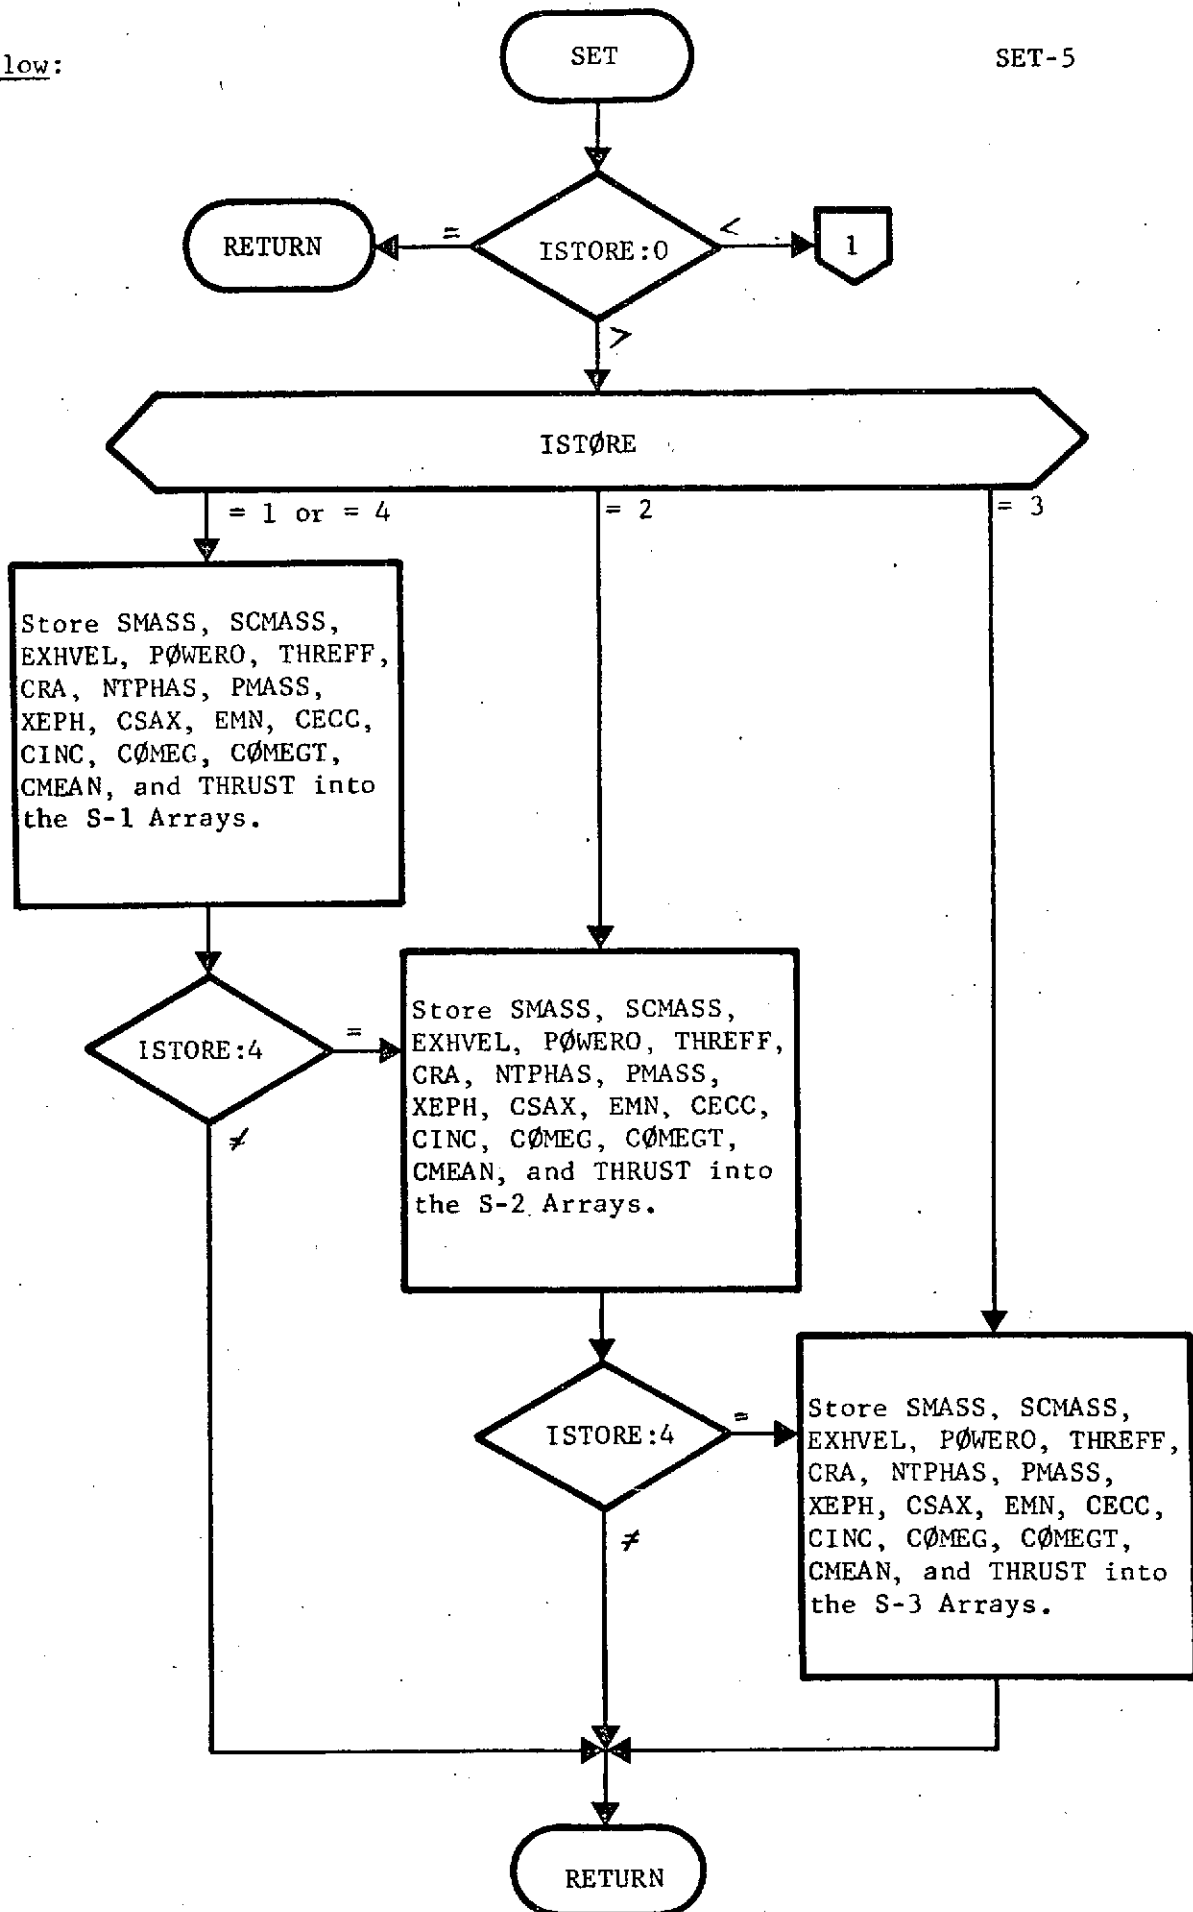 low:
SET
SET-5
RETURN
=
ISTORE:0
<
1
>
ISTØRE
= 1 or = 4
= 2
= 3
Store SMASS, SCMASS,
EXHVEL, PØWERO, THREFF,
CRA, NTPHAS, PMASS,
XEPH, CSAX, EMN, CECC,
CINC, CØMEG, CØMEGT,
CMEAN, and THRUST into
the S-1 Arrays.
ISTORE:4
=
≠
Store SMASS, SCMASS,
EXHVEL, PØWERO, THREFF,
CRA, NTPHAS, PMASS,
XEPH, CSAX, EMN, CECC,
CINC, CØMEG, CØMEGT,
CMEAN, and THRUST into
the S-2 Arrays.
ISTORE:4
=
≠
Store SMASS, SCMASS,
EXHVEL, PØWERO, THREFF,
CRA, NTPHAS, PMASS,
XEPH, CSAX, EMN, CECC,
CINC, CØMEG, CØMEGT,
CMEAN, and THRUST into
the S-3 Arrays.
RETURN